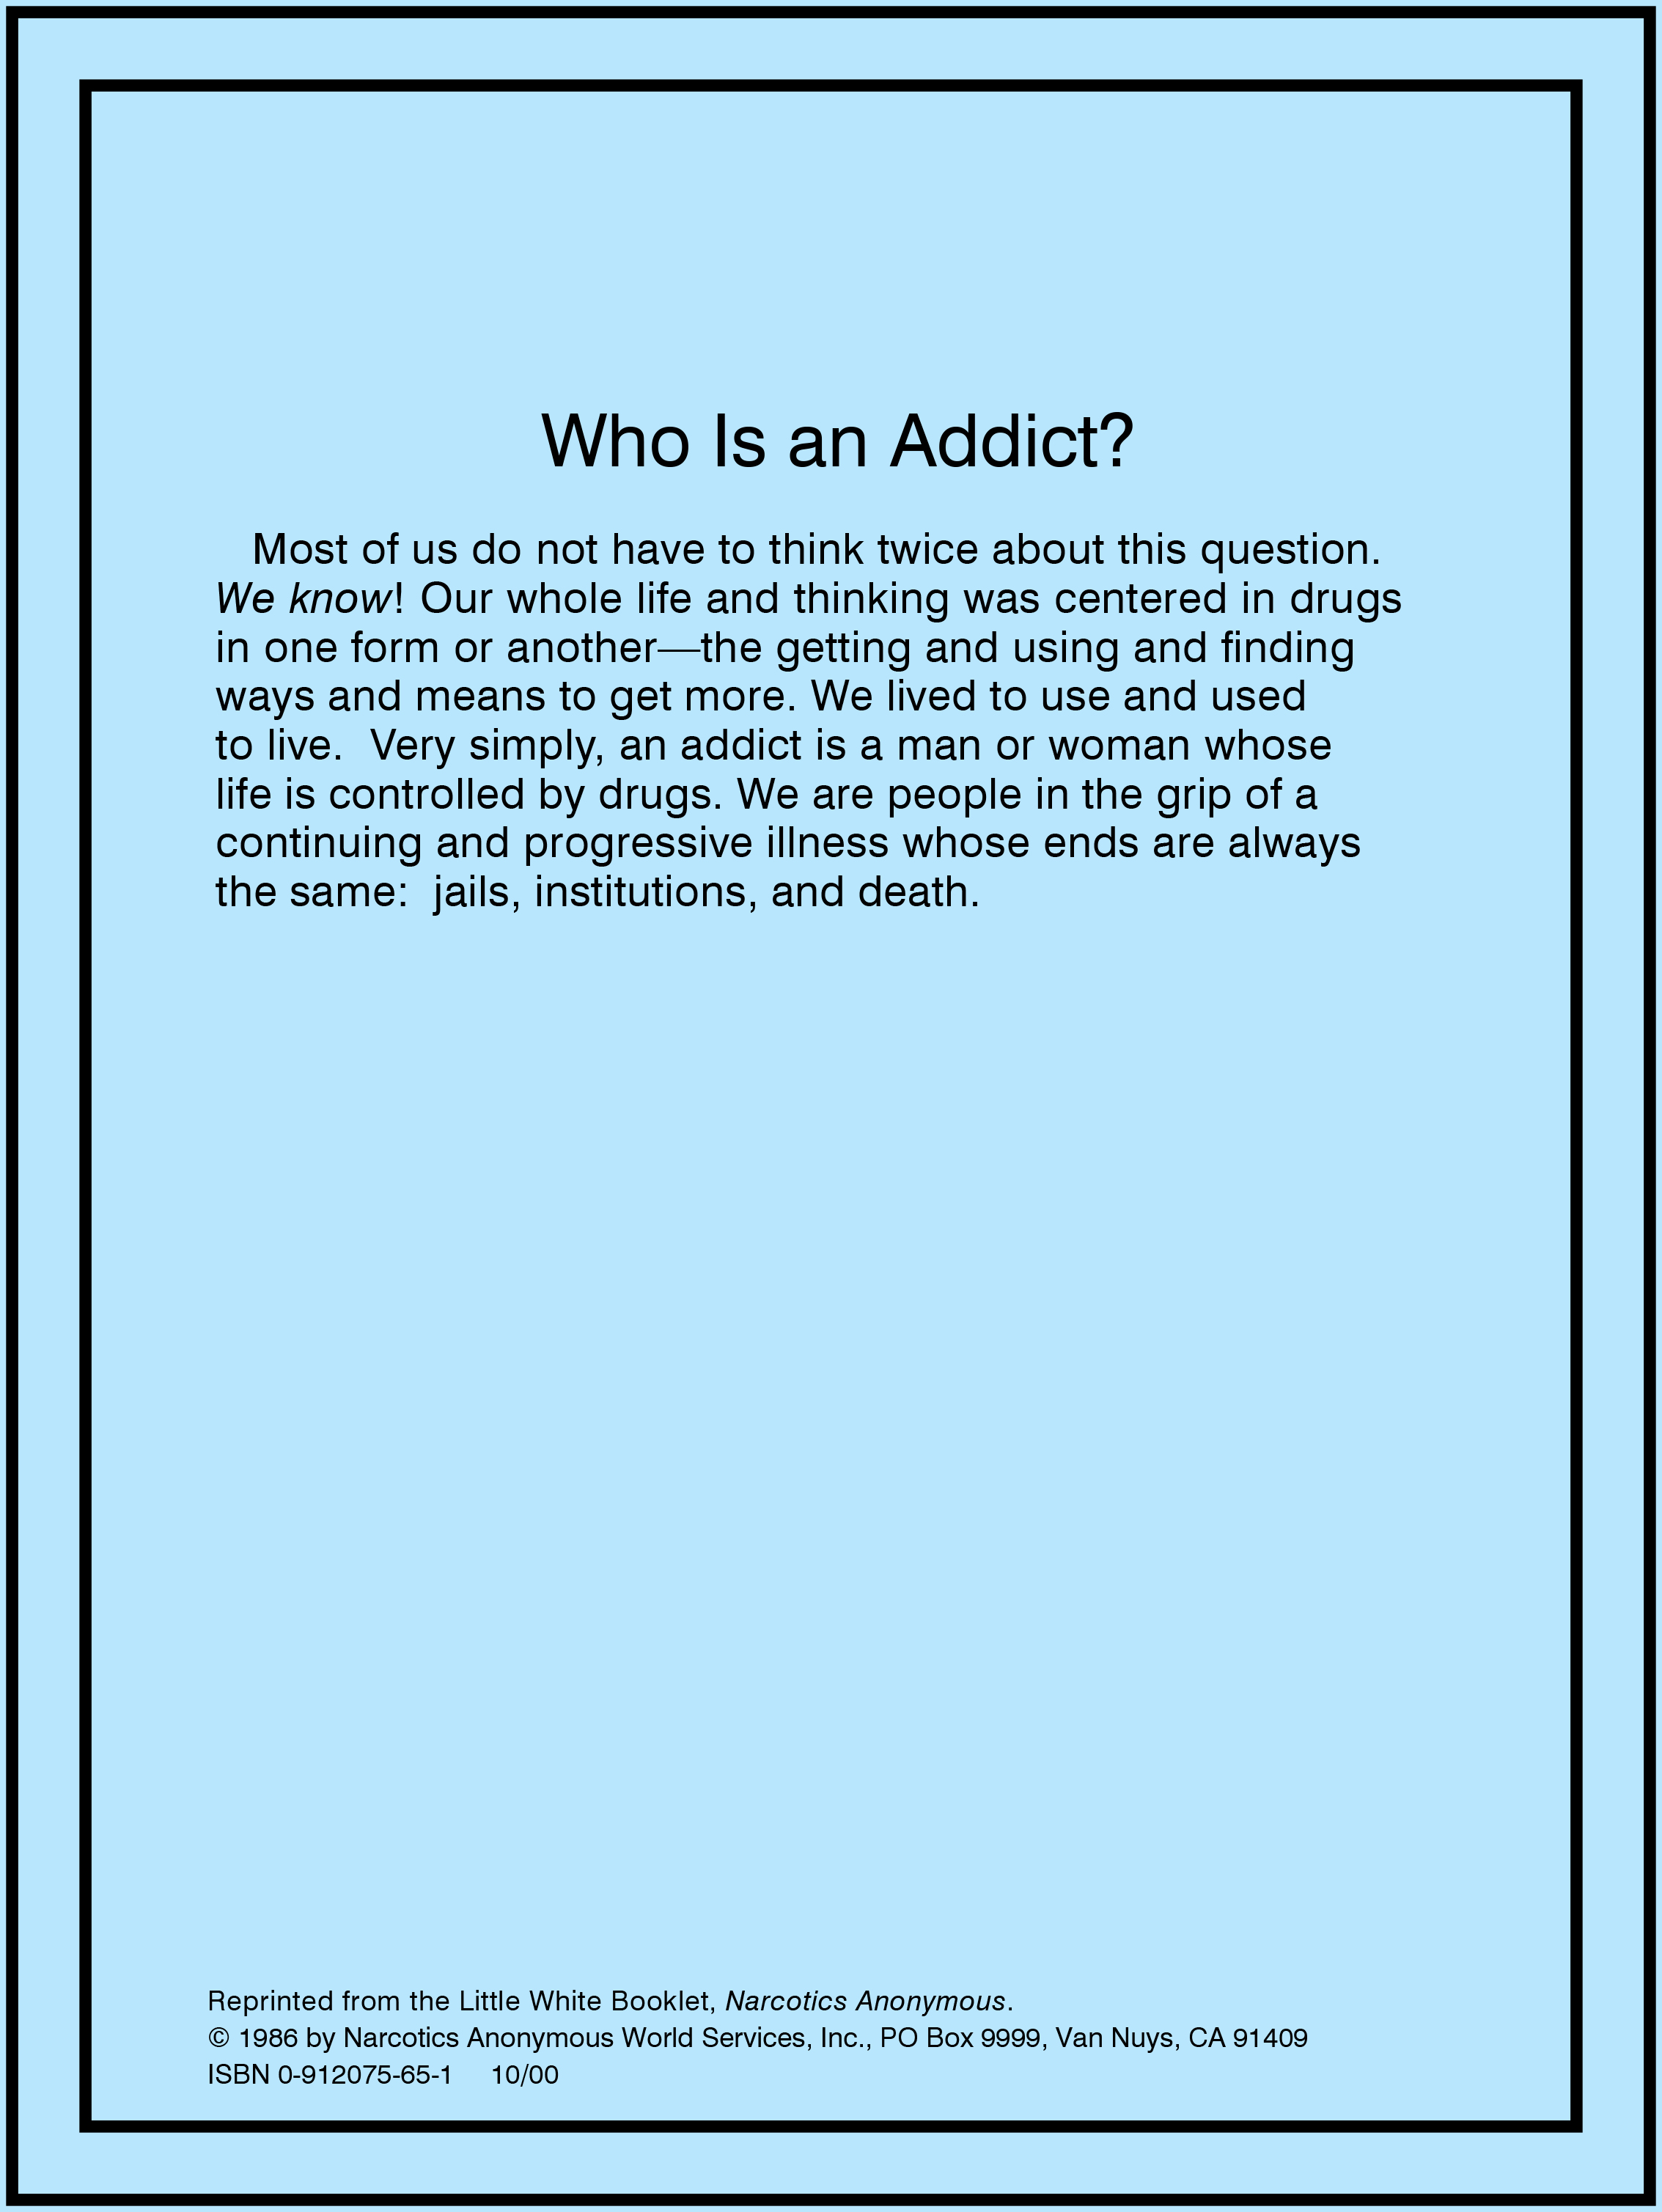 Who Is an Addict?
Most of us do not have to think twice about this question.
We know! Our whole life and thinking was centered in drugs
in one form or another—the getting and using and finding
ways and means to get more. We lived to use and used
to live.  Very simply, an addict is a man or woman whose
life is controlled by drugs. We are people in the grip of a
continuing and progressive illness whose ends are always
the same:  jails, institutions, and death.
Reprinted from the Little White Booklet, Narcotics Anonymous.
© 1986 by Narcotics Anonymous World Services, Inc., PO Box 9999, Van Nuys, CA 91409
ISBN 0-912075-65-1     10/00